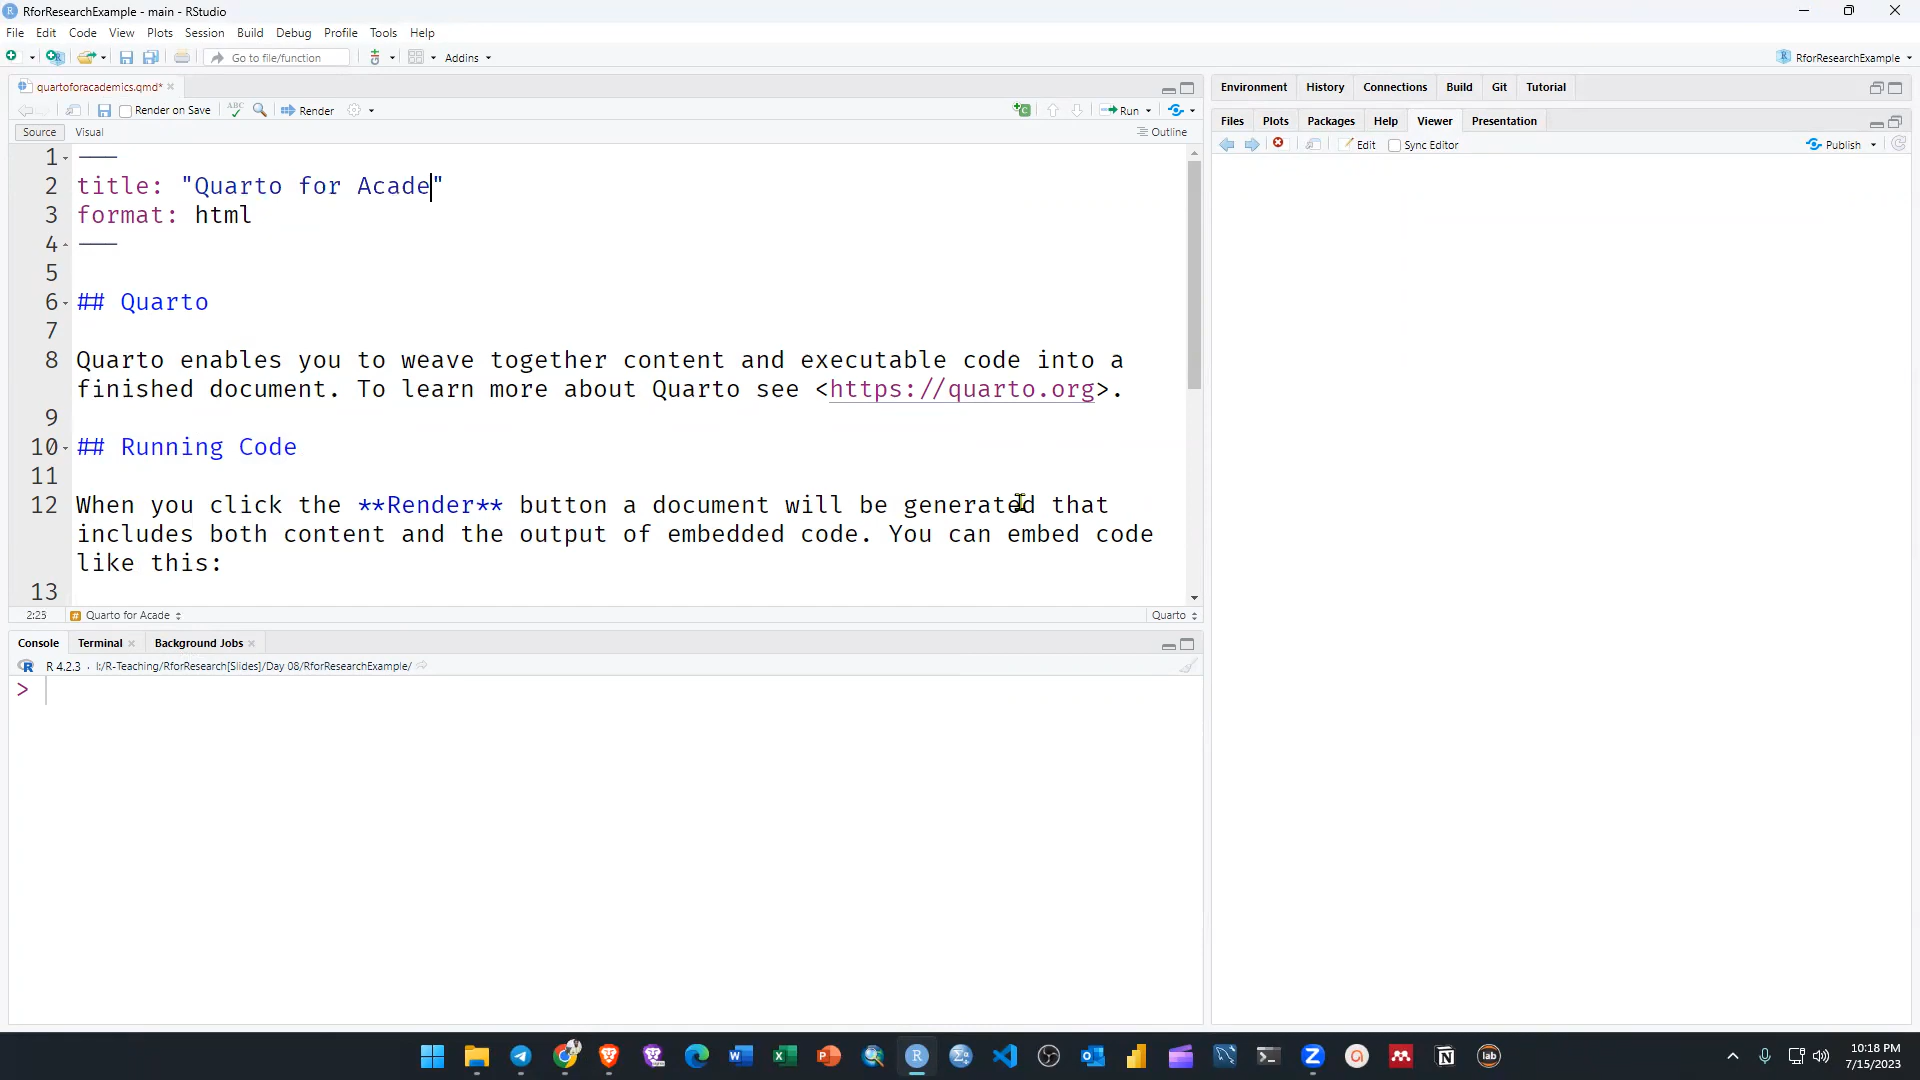 RforResearchExample - main - RStudio
File Edit Code View Plots Session Build Debug Profile Tools Help
Go to file/function Addins RforResearchExample
quartoforacademics.qmd*
Render on Save ABC Render Run
Source Visual Outline
1 ---
2 title: "Quarto for Acade"
3 format: html
4 ---
5
6 ## Quarto
7
8 Quarto enables you to weave together content and executable code into a
finished document. To learn more about Quarto see <https://quarto.org>.
9
10 ## Running Code
11
12 When you click the **Render** button a document will be generated that
includes both content and the output of embedded code. You can embed code
like this:
13
2:25 # Quarto for Acade Quarto
Console Terminal Background Jobs
R 4.2.3 · I:/R-Teaching/RforResearch[Slides]/Day 08/RforResearchExample/
>
Environment History Connections Build Git Tutorial
Files Plots Packages Help Viewer Presentation
Edit Sync Editor Publish
lab
10:18 PM
7/15/2023